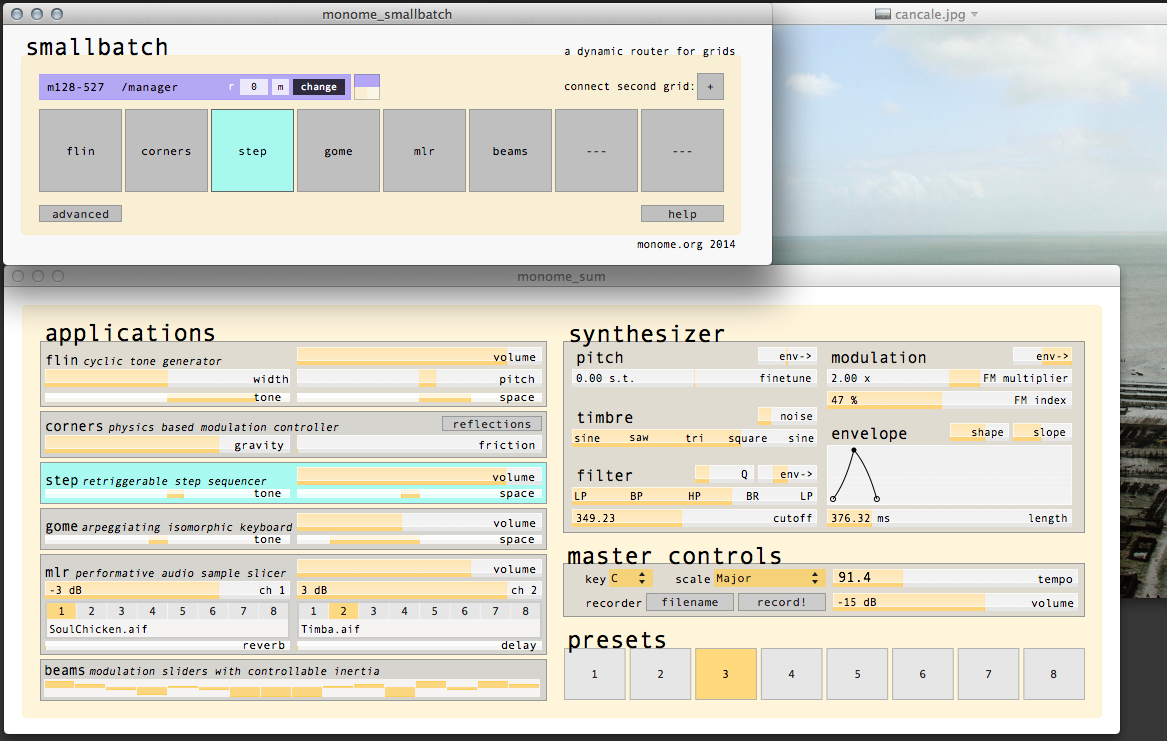 monome_smallbatch
cancale.jpg
smallbatch
a dynamic router for grids
m128-527 /manager r 0 m change
connect second grid: +
flin corners step gome mlr beams --- ---
advanced help
monome.org 2014
monome_sum
applications
flin cyclic tone generator volume
width pitch
tone space
corners physics based modulation controller reflections
gravity friction
step retriggerable step sequencer volume
tone space
gome arpeggiating isomorphic keyboard volume
tone space
mlr performative audio sample slicer volume
-3 dB ch 1 3 dB ch 2
1 2 3 4 5 6 7 8 1 2 3 4 5 6 7 8
SoulChicken.aif Timba.aif
reverb delay
beams modulation sliders with controllable inertia
synthesizer
pitch env->
0.00 s.t. finetune
timbre noise
sine saw tri square sine
filter Q env->
LP BP HP BR LP
349.23 cutoff
modulation env->
2.00 x FM multiplier
47 % FM index
envelope shape slope
376.32 ms length
master controls
key C scale Major 91.4 tempo
recorder filename record! -15 dB volume
presets
1 2 3 4 5 6 7 8